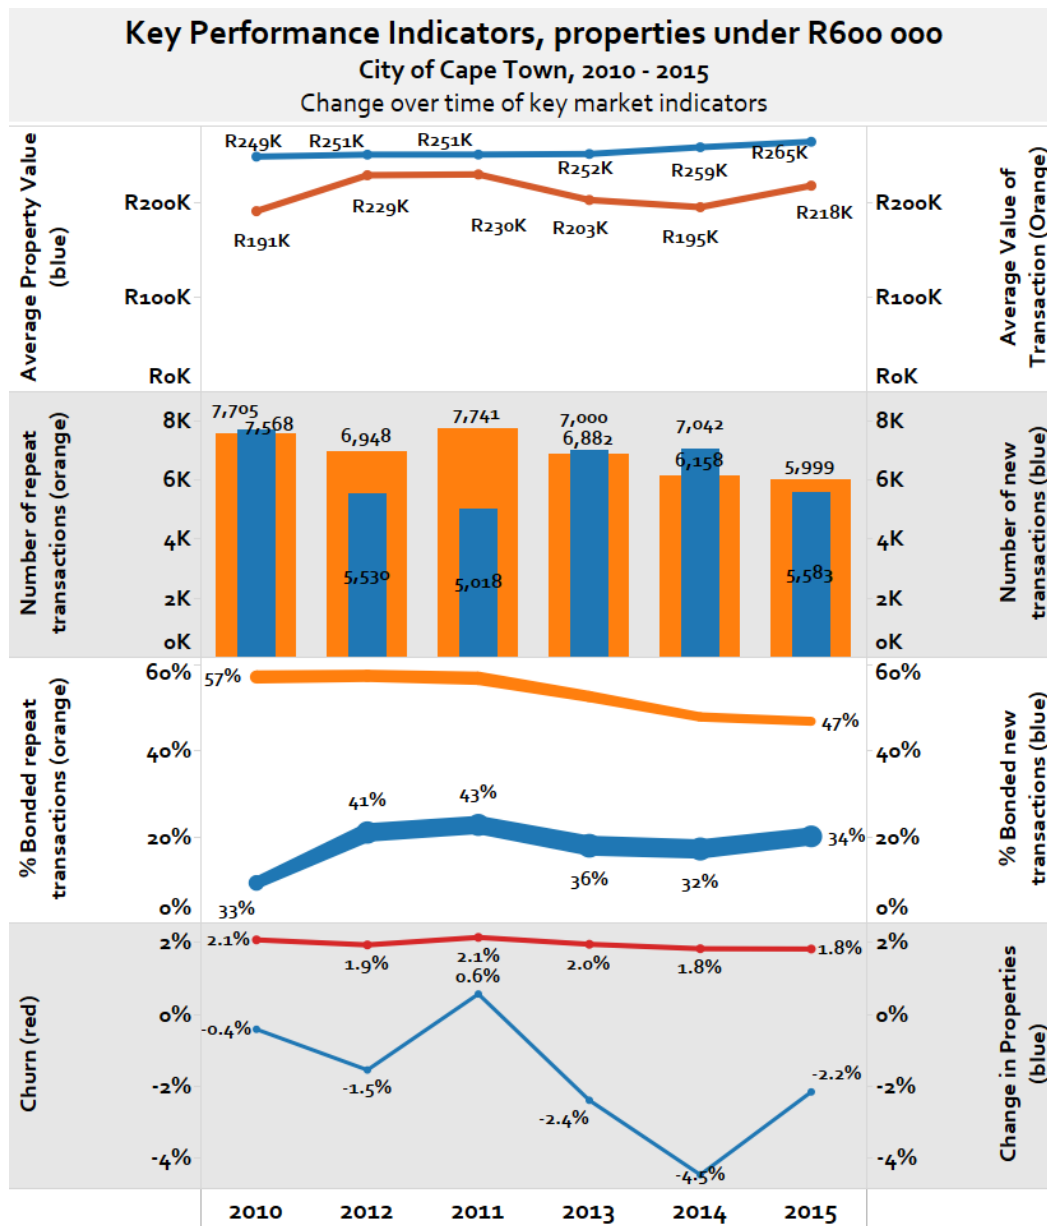 Key Performance Indicators, properties under R600 000
City of Cape Town, 2010 - 2015
Change over time of key market indicators
Average Property Value
(blue)
R200K
R100K
R0K
R249K
R251K
R251K
R252K
R259K
R265K
R191K
R229K
R230K
R203K
R195K
R218K
R200K
R100K
R0K
Average Value of
Transaction (Orange)
Number of repeat
transactions (orange)
8K
6K
4K
2K
0K
7,705
7,568
6,948
5,530
7,741
5,018
7,000
6,882
7,042
6,158
5,999
5,583
8K
6K
4K
2K
0K
Number of new
transactions (blue)
% Bonded repeat
transactions (orange)
60%
40%
20%
0%
57%
47%
33%
41%
43%
36%
32%
34%
60%
40%
20%
0%
% Bonded new
transactions (blue)
Churn (red)
2%
0%
-2%
-4%
2.1%
1.9%
2.1%
2.0%
1.8%
1.8%
-0.4%
-1.5%
0.6%
-2.4%
-4.5%
-2.2%
2%
0%
-2%
-4%
Change in Properties
(blue)
2010
2012
2011
2013
2014
2015